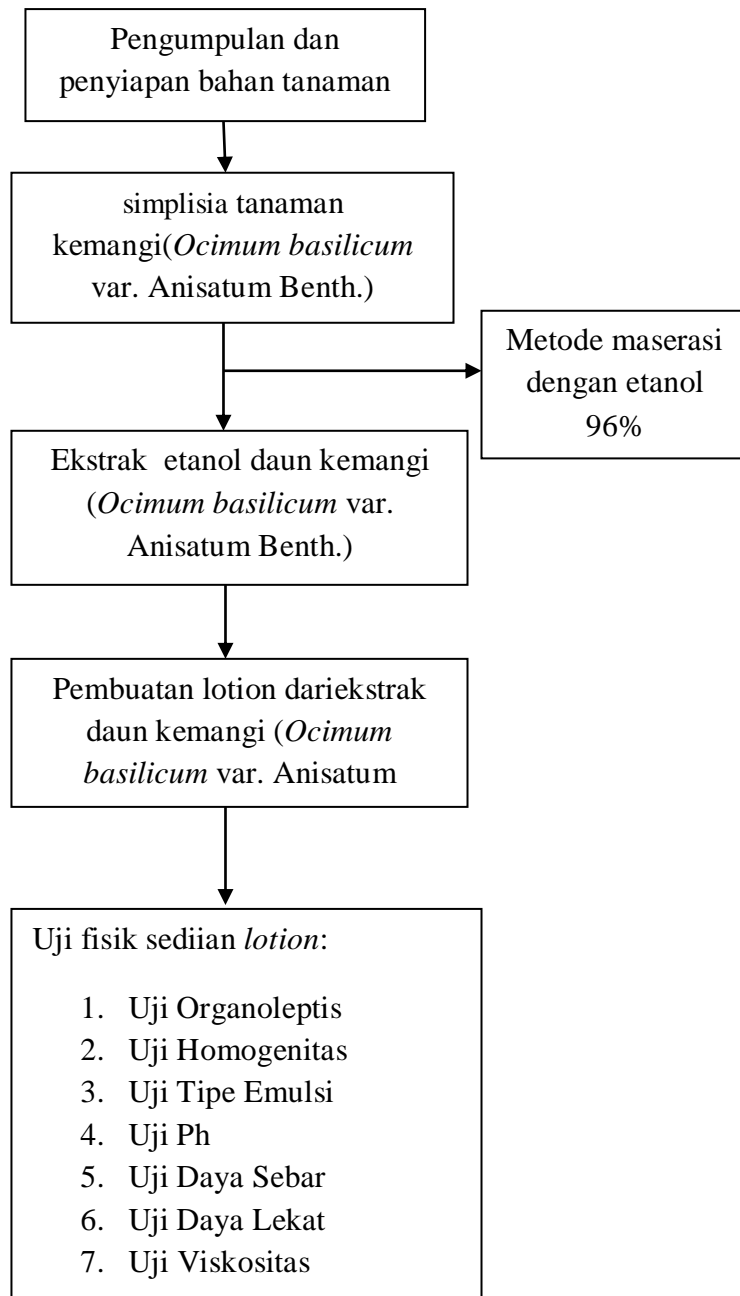 Pengumpulan dan
penyiapan bahan tanaman
simplisia tanaman
kemangi(Ocimum basilicum
var. Anisatum Benth.)
Metode maserasi
dengan etanol
96%
Ekstrak etanol daun kemangi
(Ocimum basilicum var.
Anisatum Benth.)
Pembuatan lotion dariekstrak
daun kemangi (Ocimum
basilicum var. Anisatum
Uji fisik sediian lotion:
1. Uji Organoleptis
2. Uji Homogenitas
3. Uji Tipe Emulsi
4. Uji Ph
5. Uji Daya Sebar
6. Uji Daya Lekat
7. Uji Viskositas